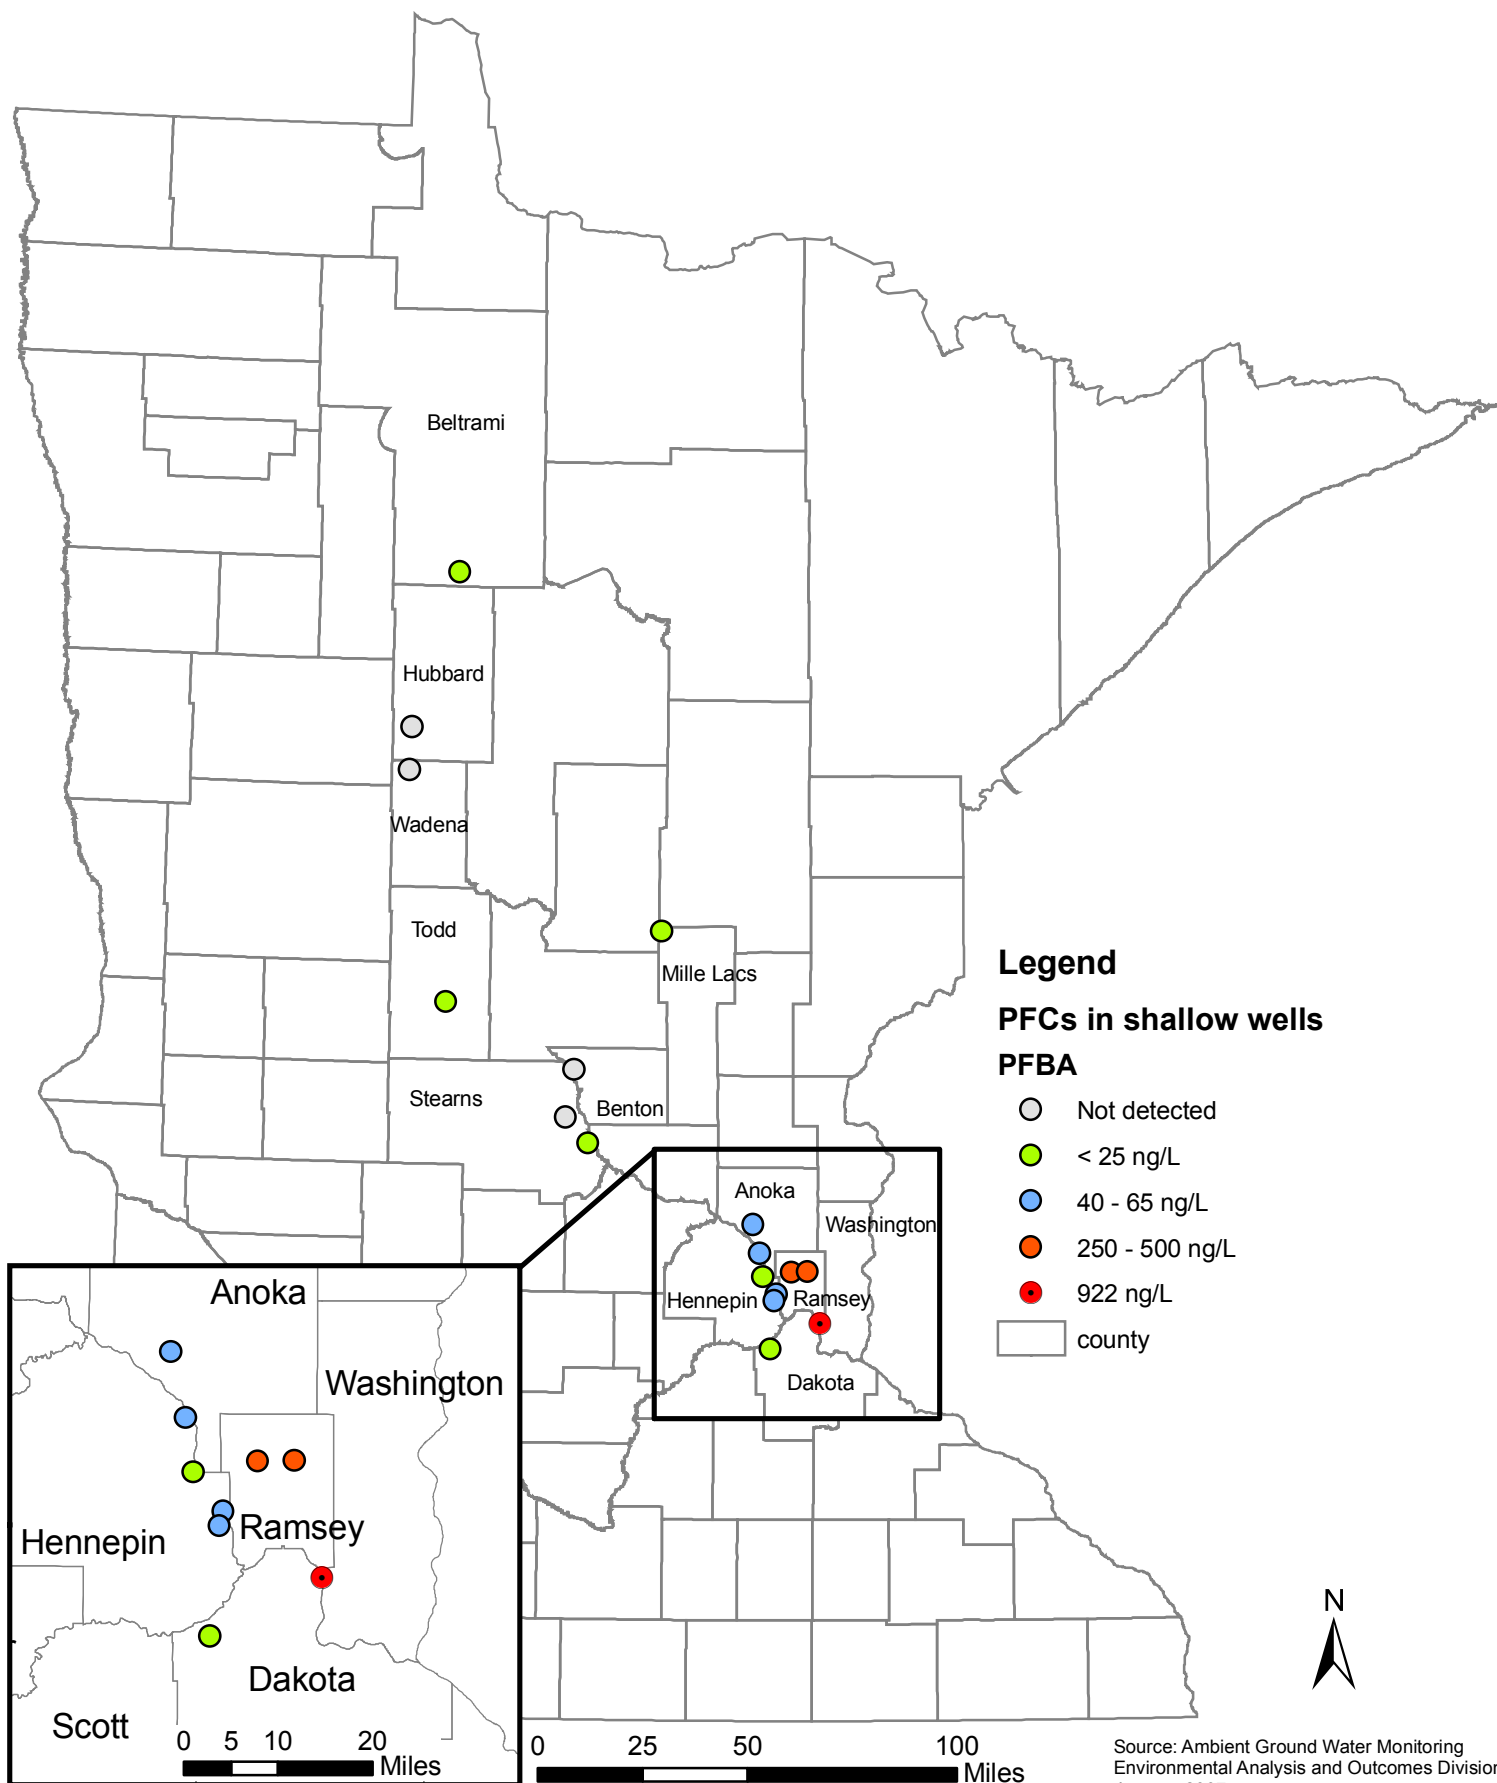 Beltrami
Hubbard
Wadena
Todd
Mille Lacs
Stearns
Benton
Anoka
Washington
Hennepin
Ramsey
Dakota
Legend
PFCs in shallow wells
PFBA
Not detected
< 25 ng/L
40 - 65 ng/L
250 - 500 ng/L
922 ng/L
county
Anoka
Washington
Hennepin
Ramsey
Dakota
Scott
0 5 10 20
Miles
0 25 50 100
Miles
N
Source: Ambient Ground Water Monitoring
Environmental Analysis and Outcomes Division